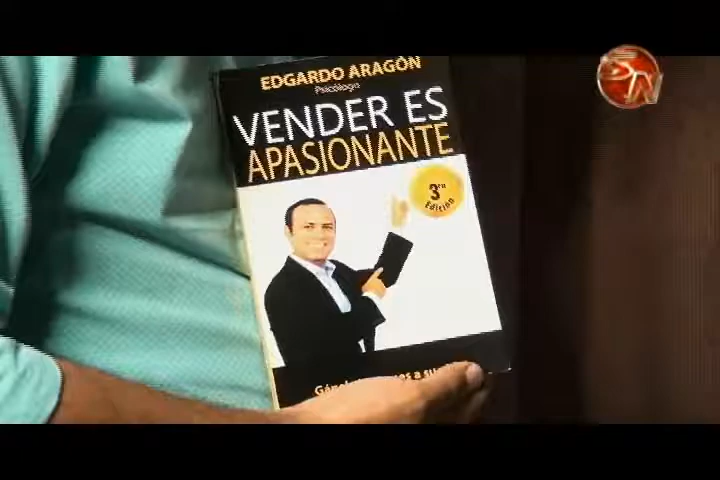 EDGARDO ARAGÓN
Psicólogo
VENDER ES
APASIONANTE
3ra
Edición